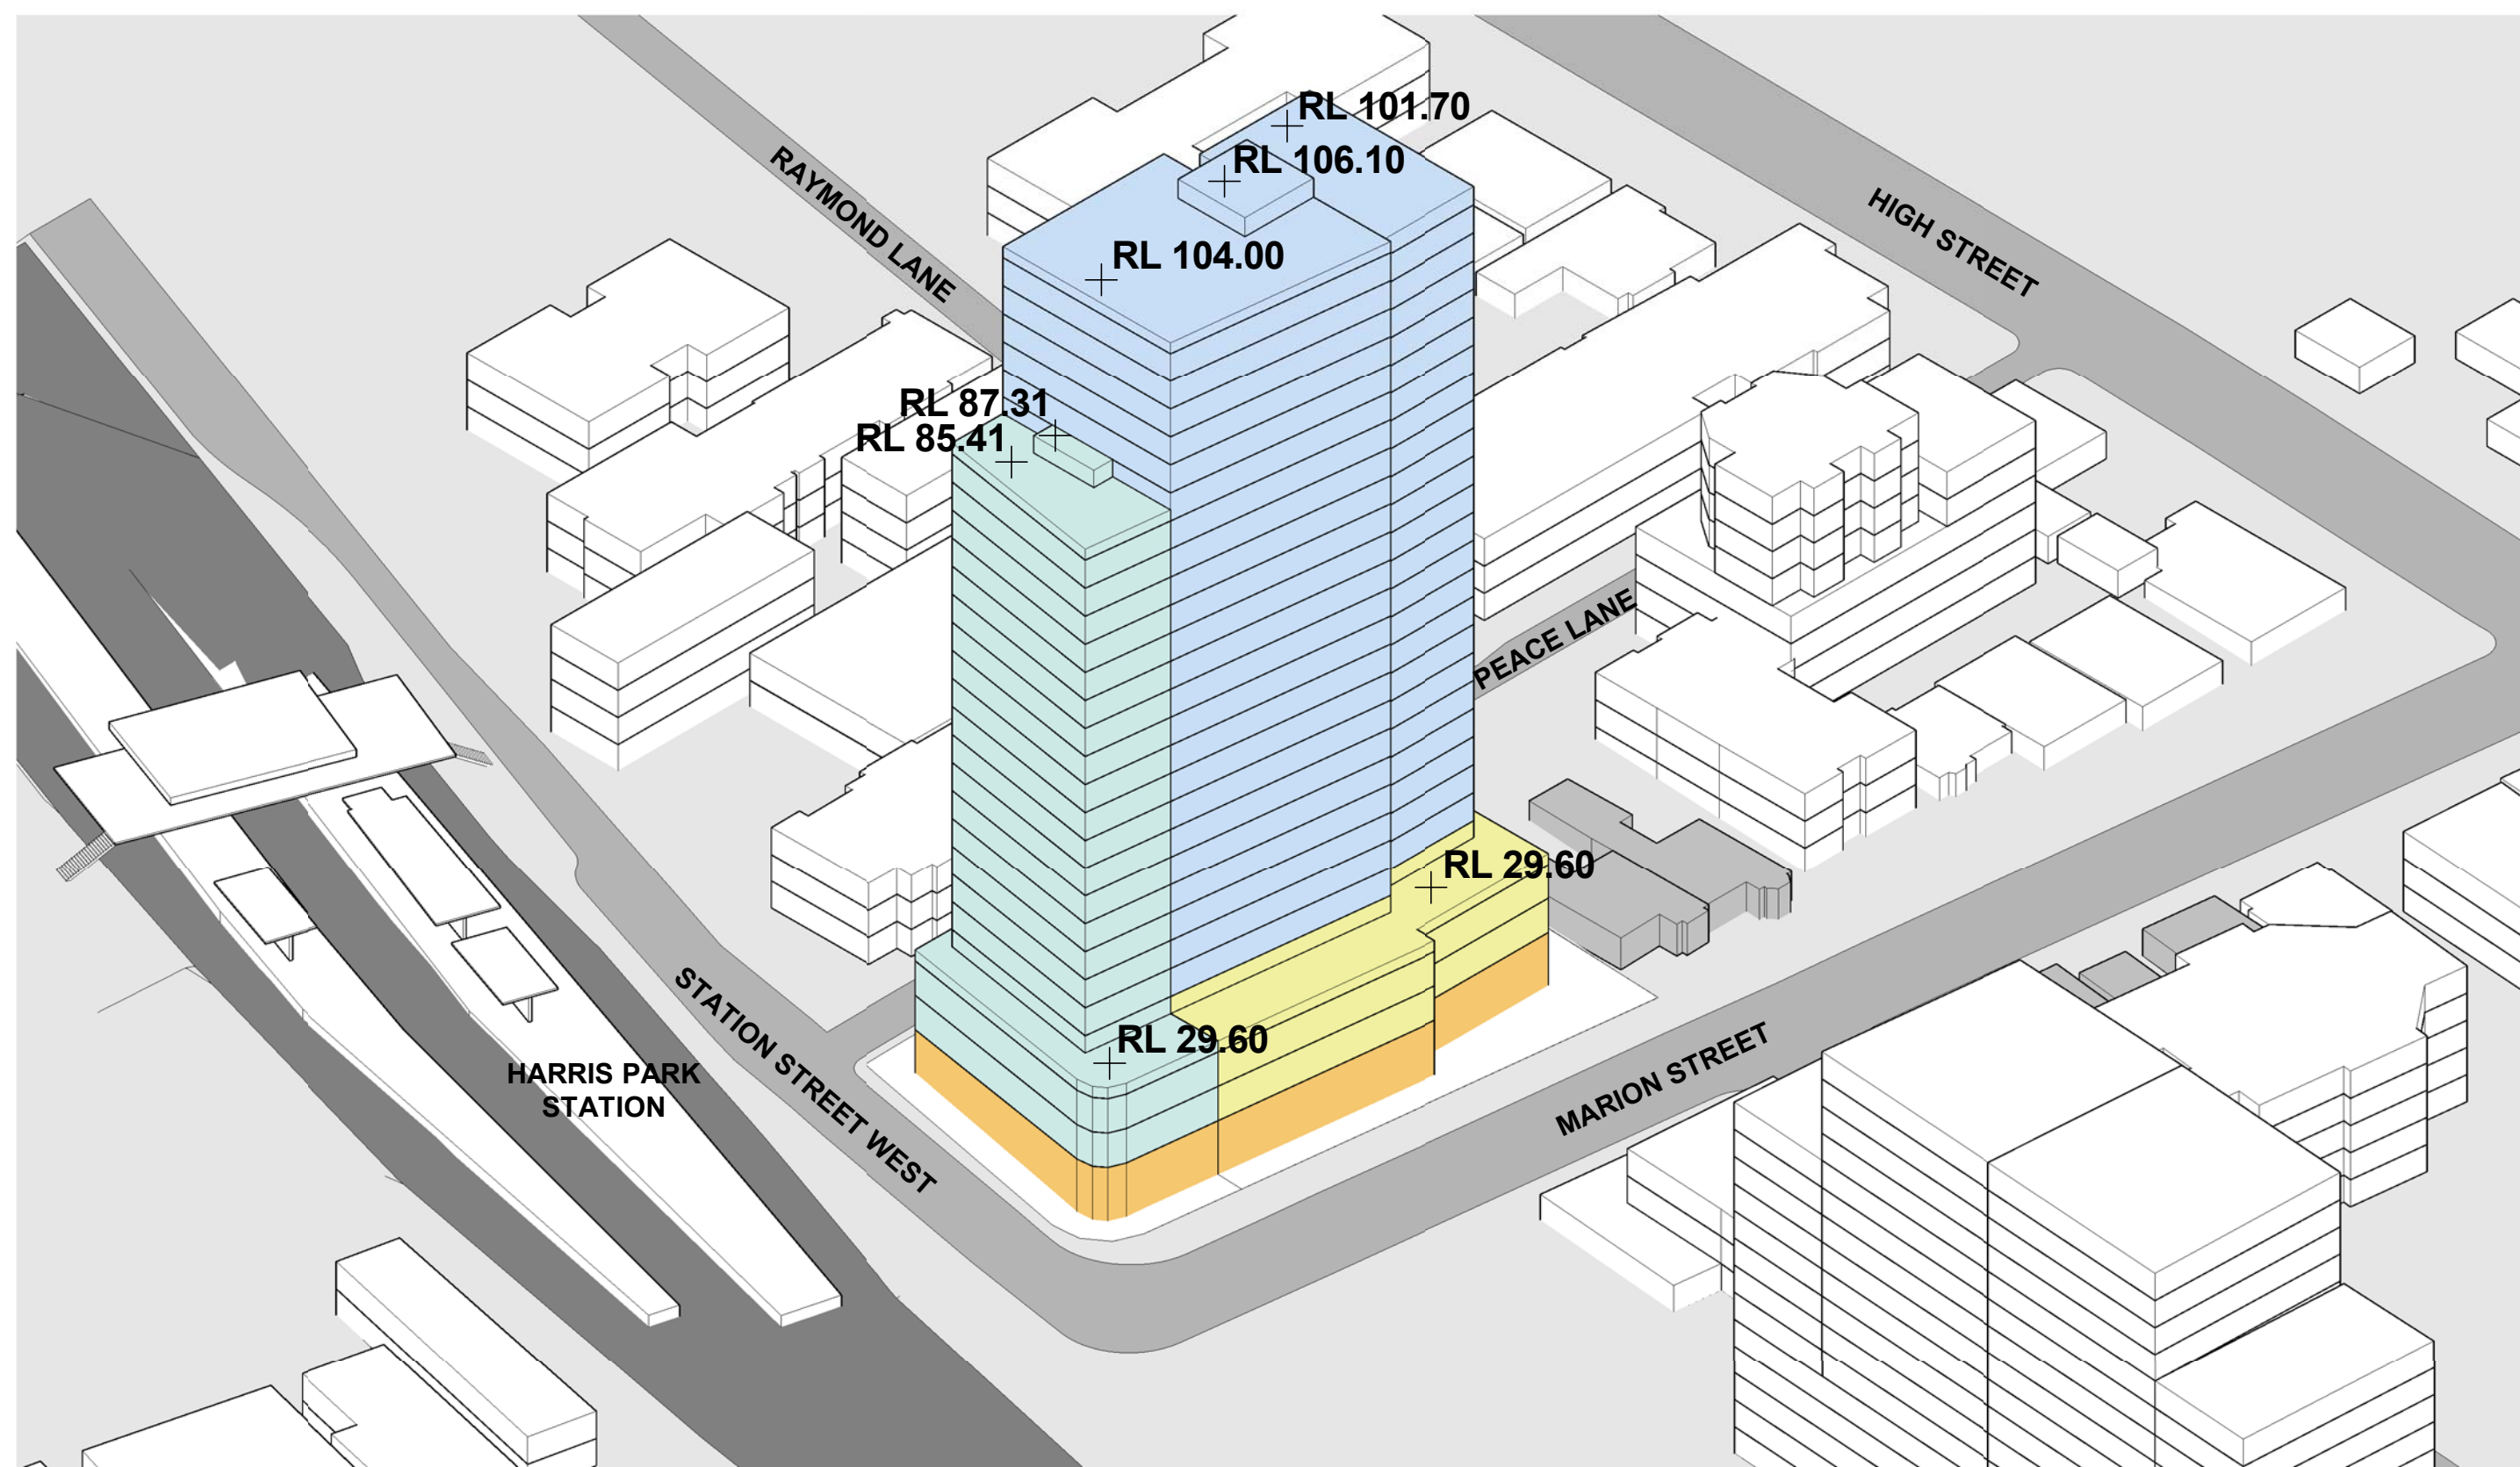 RL 101.70
RL 106.10
RAYMOND LANE
HIGH STREET
RL 104.00
RL 87.31
RL 85.41
PEACE LANE
RL 29.60
STATION STREET WEST
RL 29.60
HARRIS PARK
STATION
MARION STREET